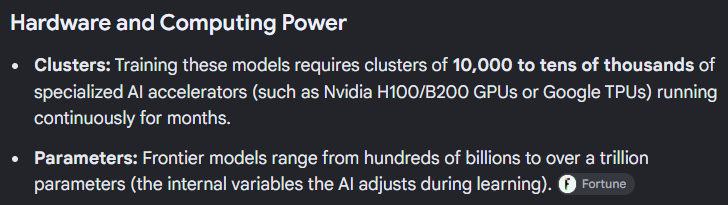 Hardware and Computing Power
• Clusters: Training these models requires clusters of 10,000 to tens of thousands of
specialized AI accelerators (such as Nvidia H100/B200 GPUs or Google TPUs) running
continuously for months.
• Parameters: Frontier models range from hundreds of billions to over a trillion
parameters (the internal variables the AI adjusts during learning). F Fortune